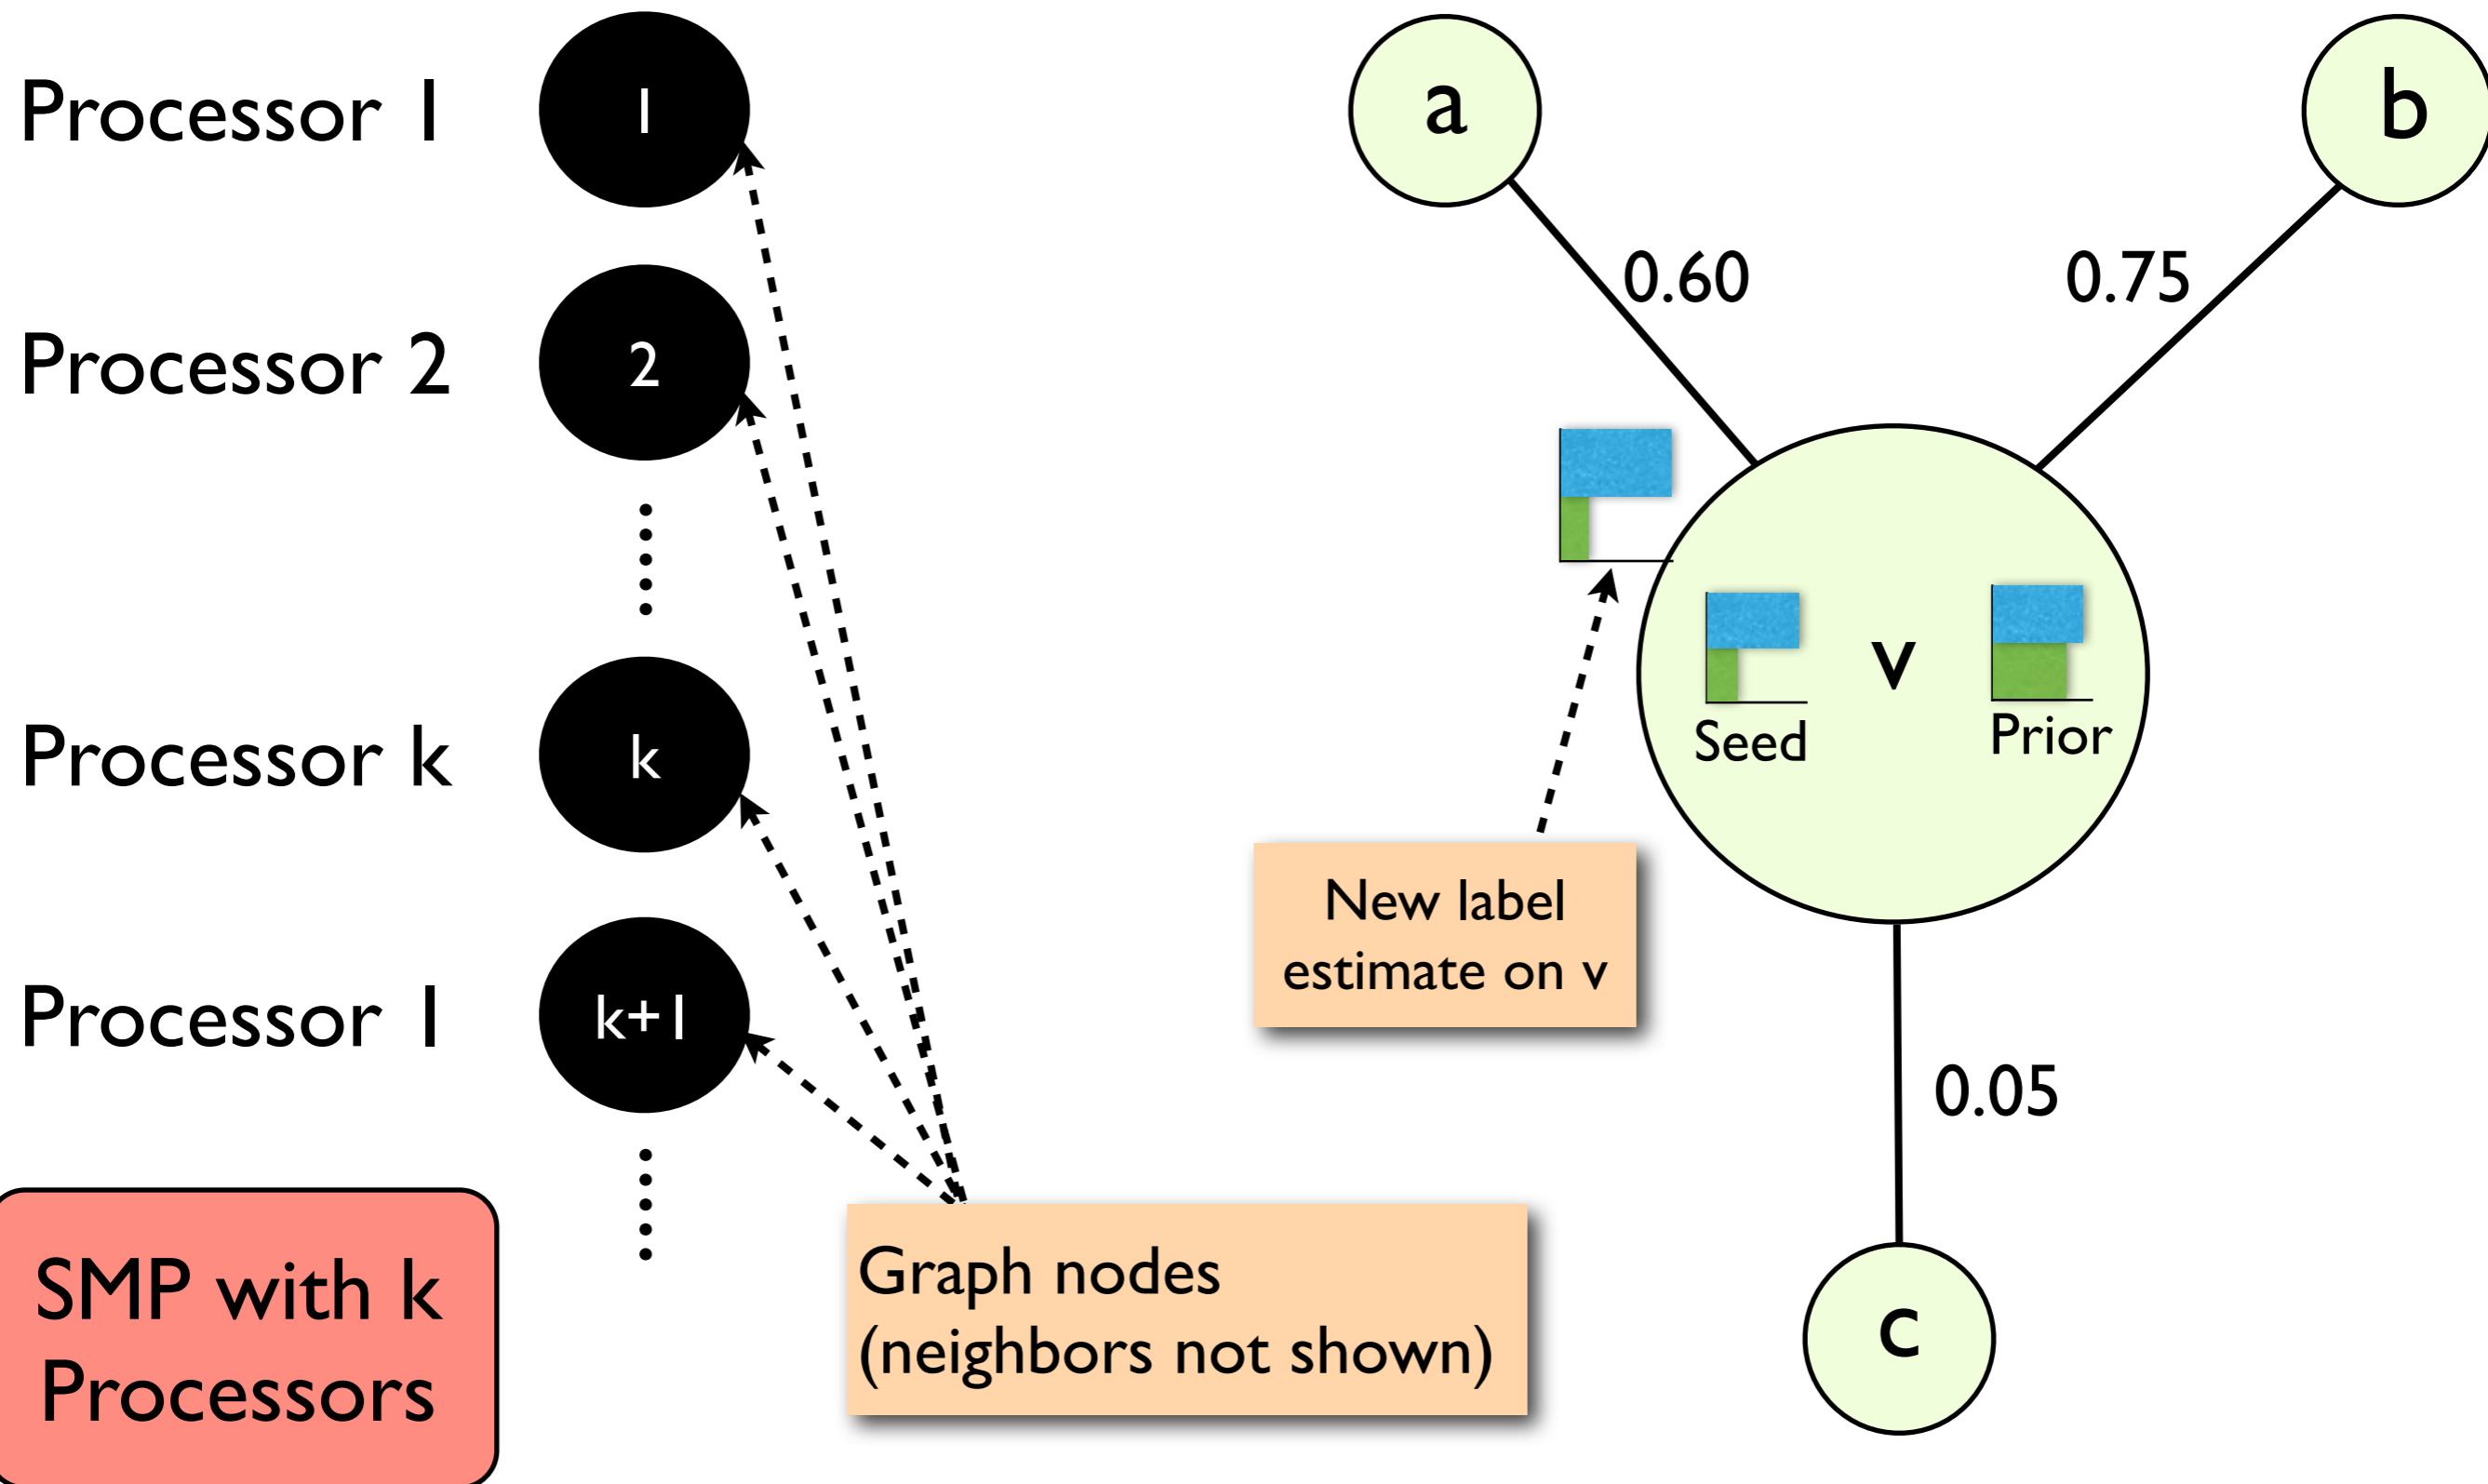 Processor 1
1
Processor 2
2
Processor k
k
Processor 1
k+1
SMP with k
Processors
Graph nodes
(neighbors not shown)
a
b
0.60
0.75
Seed
v
Prior
New label
estimate on v
0.05
c